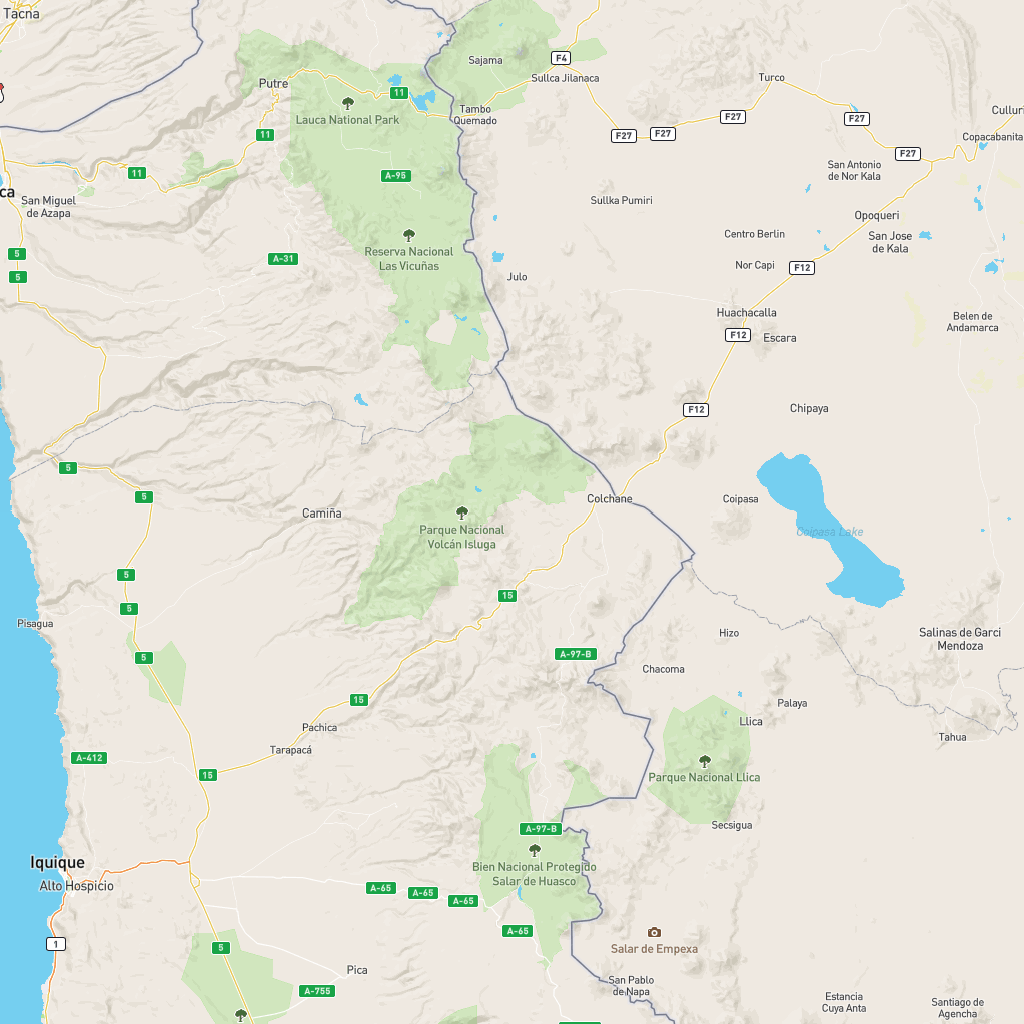 Tacna
Sajama
F4
Sullca Jilanaca
Turco
Putre
11
Lauca National Park
Tambo
Quemado
F27
F27
F27
F27
F27
Culluri
Copacabanita
11
11
A-95
San Antonio
de Nor Kala
ca
San Miguel
de Azapa
Sullka Pumiri
Opoqueri
San Jose
de Kala
Centro Berlin
5
5
A-31
Reserva Nacional
Las Vicuñas
Julo
Nor Capi
F12
Huachacalla
F12
Escara
Belen de
Andamarca
F12
Chipaya
5
5
Camiña
Parque Nacional
Volcán Isluga
Colchane
Coipasa
Coipasa Lake
5
5
15
Pisagua
Hizo
Salinas de Garci
Mendoza
5
A-97-B
Chacoma
15
Pachica
Tarapacá
Palaya
Llica
Tahua
A-412
15
Parque Nacional Llica
Secsigua
A-97-B
Iquique
Alto Hospicio
Bien Nacional Protegido
Salar de Huasco
A-65
A-65
A-65
A-65
1
5
Salar de Empexa
Pica
A-755
San Pablo
de Napa
Estancia
Cuya Anta
Santiago de
Agencha